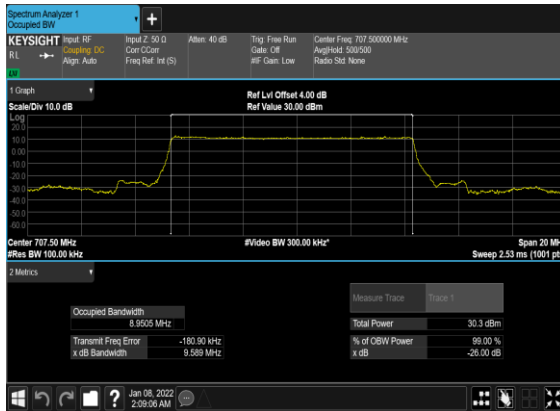 Spectrum Analyzer 1
Occupied BW
KEYSIGHT
Input: RF
Input Z: 50 Ω
Atten: 40 dB
Trig: Free Run
Center Freq: 707.500000 MHz
RL
Coupling: DC
Corr CCorr
Gate: Off
Avg|Hold: 500/500
Align: Auto
Freq Ref: Int (S)
#IF Gain: Low
Radio Std: None
LXI
1 Graph
Ref Lvl Offset 4.00 dB
Scale/Div 10.0 dB
Ref Value 30.00 dBm
Log
20.0
10.0
0.00
-10.0
-20.0
-30.0
-40.0
-50.0
-60.0
Center 707.50 MHz
#Video BW 300.00 kHz*
Span 20 MH
#Res BW 100.00 kHz
Sweep 2.53 ms (1001 pt
2 Metrics
Measure Trace
Trace 1
Occupied Bandwidth
8.9505 MHz
Total Power
30.3 dBm
Transmit Freq Error
-180.90 kHz
% of OBW Power
99.00 %
x dB Bandwidth
9.589 MHz
x dB
-26.00 dB
?
Jan 08, 2022
2:09:06 AM